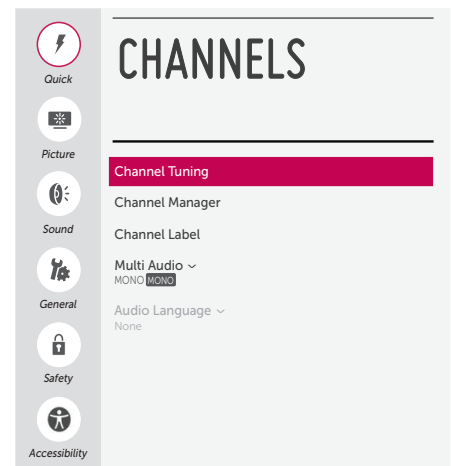 CHANNELS
Quick
Picture
Sound
General
Safety
Accessibility
Channel Tuning
Channel Manager
Channel Label
Multi Audio
MONO MONO
Audio Language
None